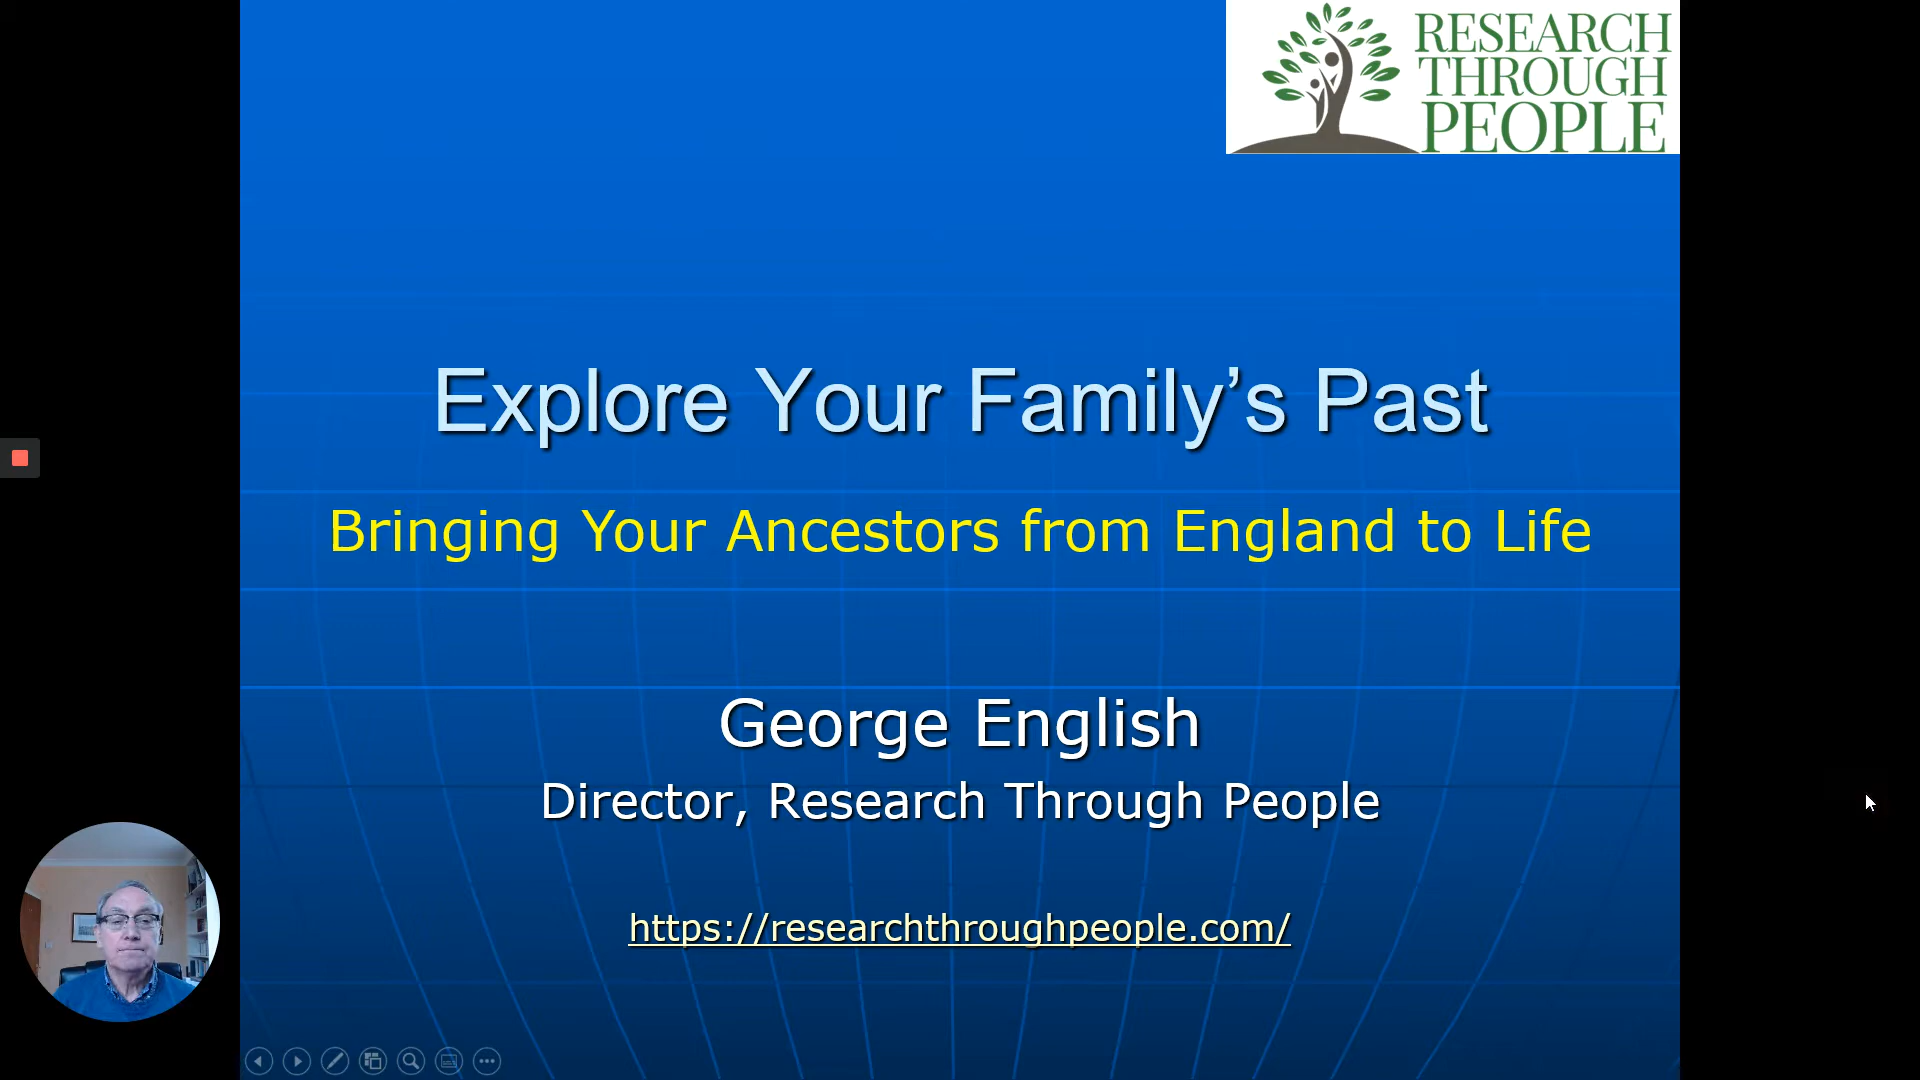 RESEARCH
THROUGH
PEOPLE
Explore Your Family’s Past
Bringing Your Ancestors from England to Life
George English
Director, Research Through People
https://researchthroughpeople.com/